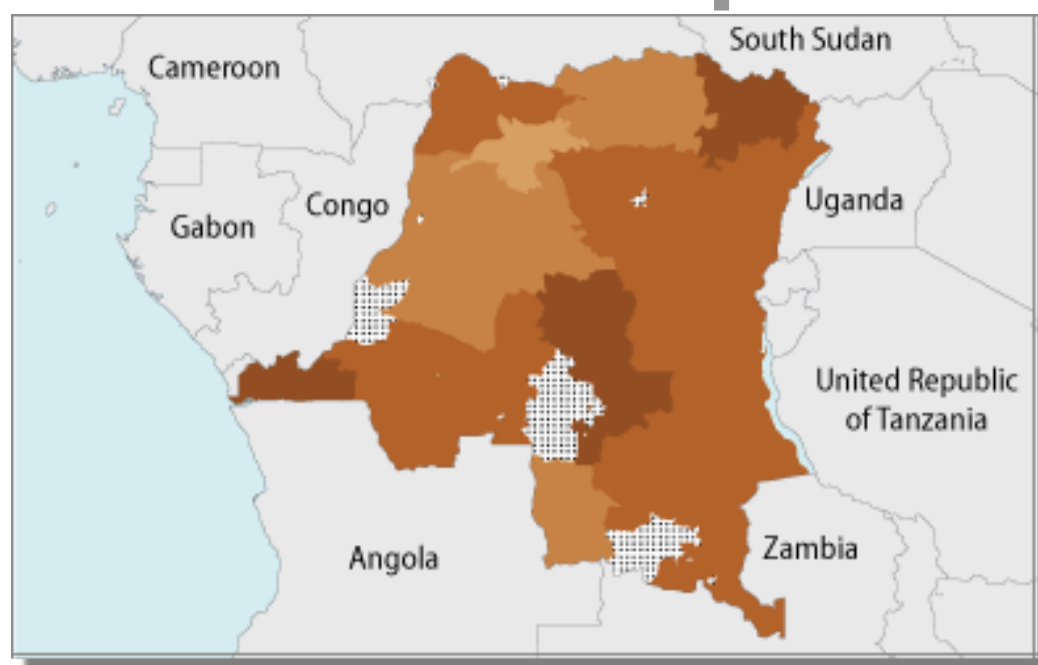 South Sudan
Cameroon
Uganda
Congo
Gabon
United Republic
of Tanzania
Zambia
Angola